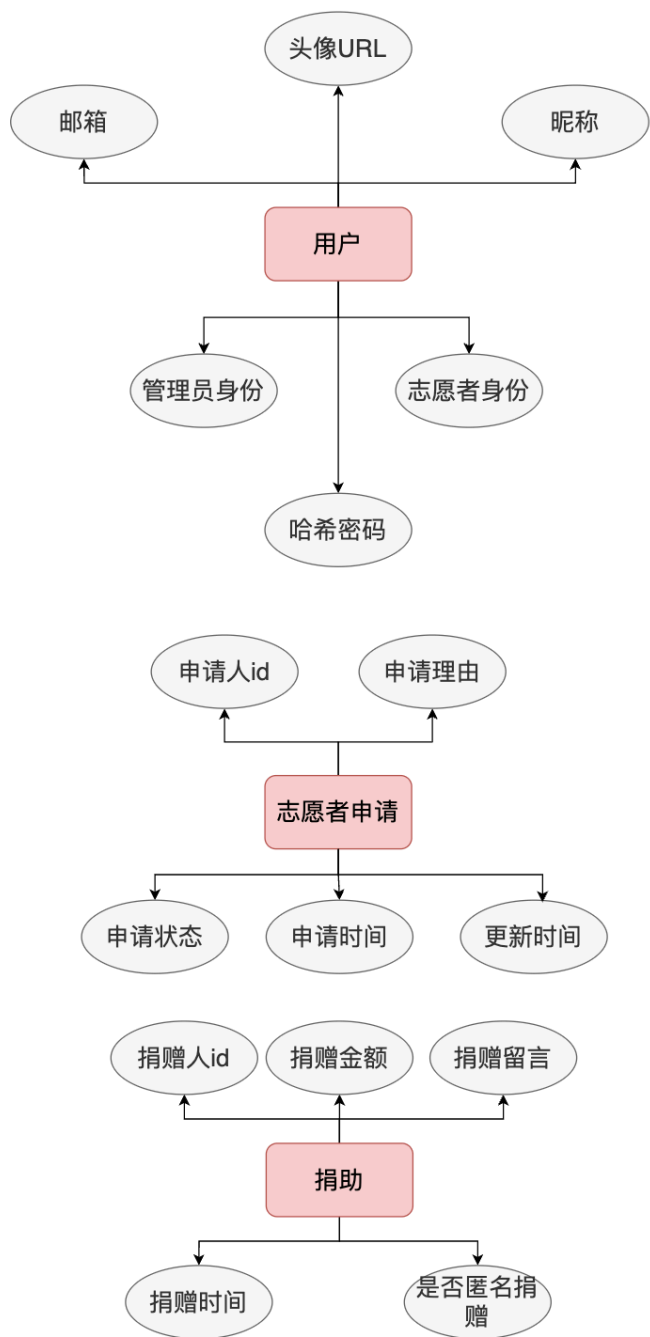 头像URL
邮箱
昵称
用户
管理员身份
志愿者身份
哈希密码
申请人id
申请理由
志愿者申请
申请状态
申请时间
更新时间
捐赠人id
捐赠金额
捐赠留言
捐助
捐赠时间
是否匿名捐
赠